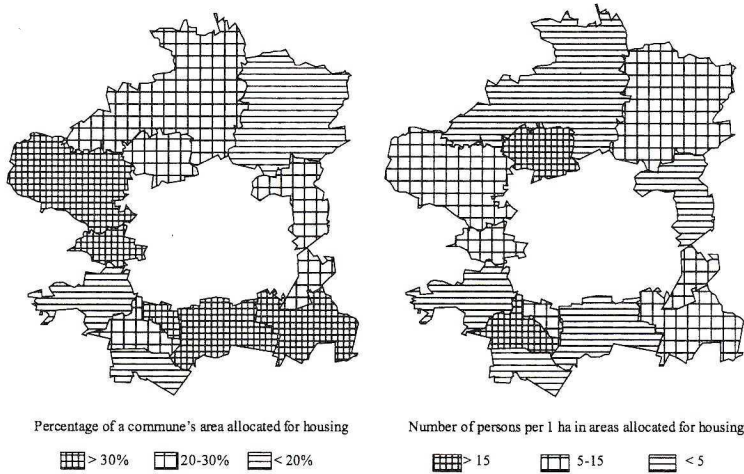 Percentage of a commune's area allocated for housing
> 30% 20-30% < 20%
Number of persons per 1 ha in areas allocated for housing
> 15 5-15 < 5